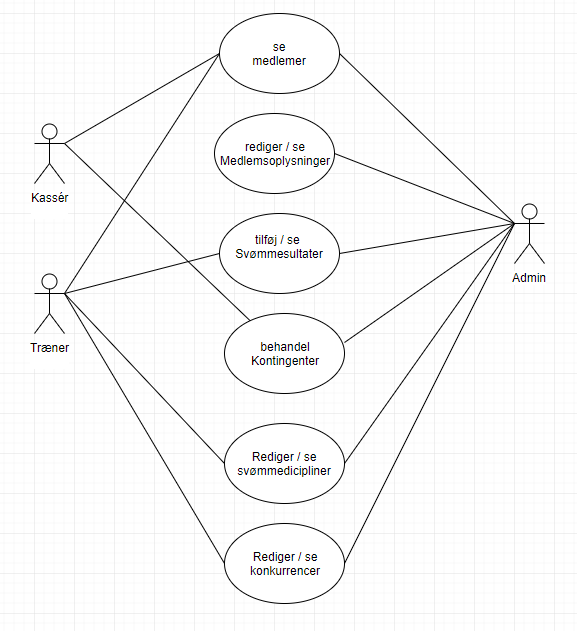 se
medlemer
rediger / se
Medlemsoplysninger
Kassér
tilføj / se
Svømmesultater
Admin
Træner
behandel
Kontingenter
Rediger / se
svømmedicipliner
Rediger / se
konkurrencer